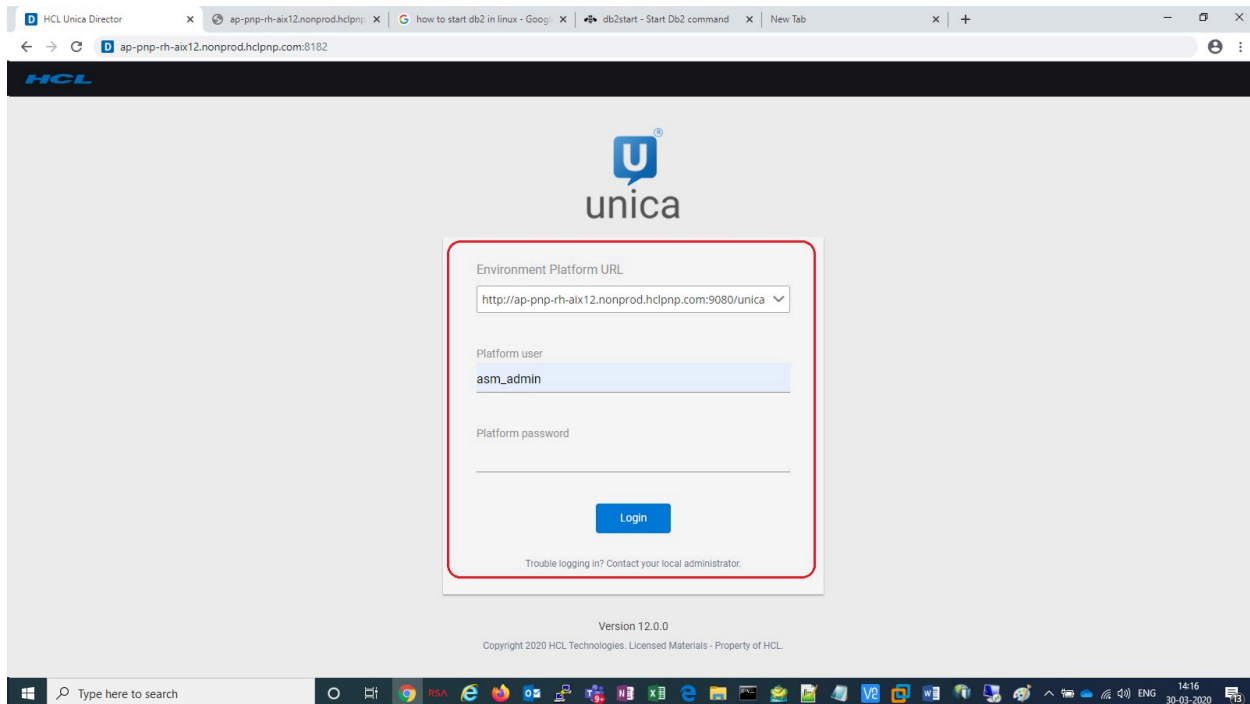 HCL Unica Director
ap-pnp-rh-aix12.nonprod.hclpnp
how to start db2 in linux - Googl
db2start - Start Db2 command
New Tab
ap-pnp-rh-aix12.nonprod.hclpnp.com:8182
HCL
U
unica
Environment Platform URL
http://ap-pnp-rh-aix12.nonprod.hclpnp.com:9080/unica
Platform user
asm_admin
Platform password
Login
Trouble logging in? Contact your local administrator.
Version 12.0.0
Copyright 2020 HCL Technologies. Licensed Materials - Property of HCL.
Type here to search
RSA
ENG
14:16
30-03-2020